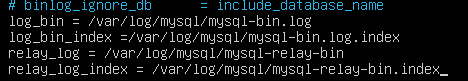 # binlog_ignore_db      = include_database_name
log_bin = /var/log/mysql/mysql-bin.log
log_bin_index =/var/log/mysql/mysql-bin.log.index
relay_log = /var/log/mysql/mysql-relay-bin
relay_log_index = /var/log/mysql/mysql-relay-bin.index